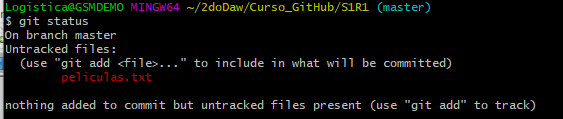 Logistica@GSMDEMO MINGW64 ~/2doDaw/Curso_GitHub/S1R1 (master)
$ git status
On branch master
Untracked files:
  (use "git add <file>..." to include in what will be committed)
        peliculas.txt

nothing added to commit but untracked files present (use "git add" to track)